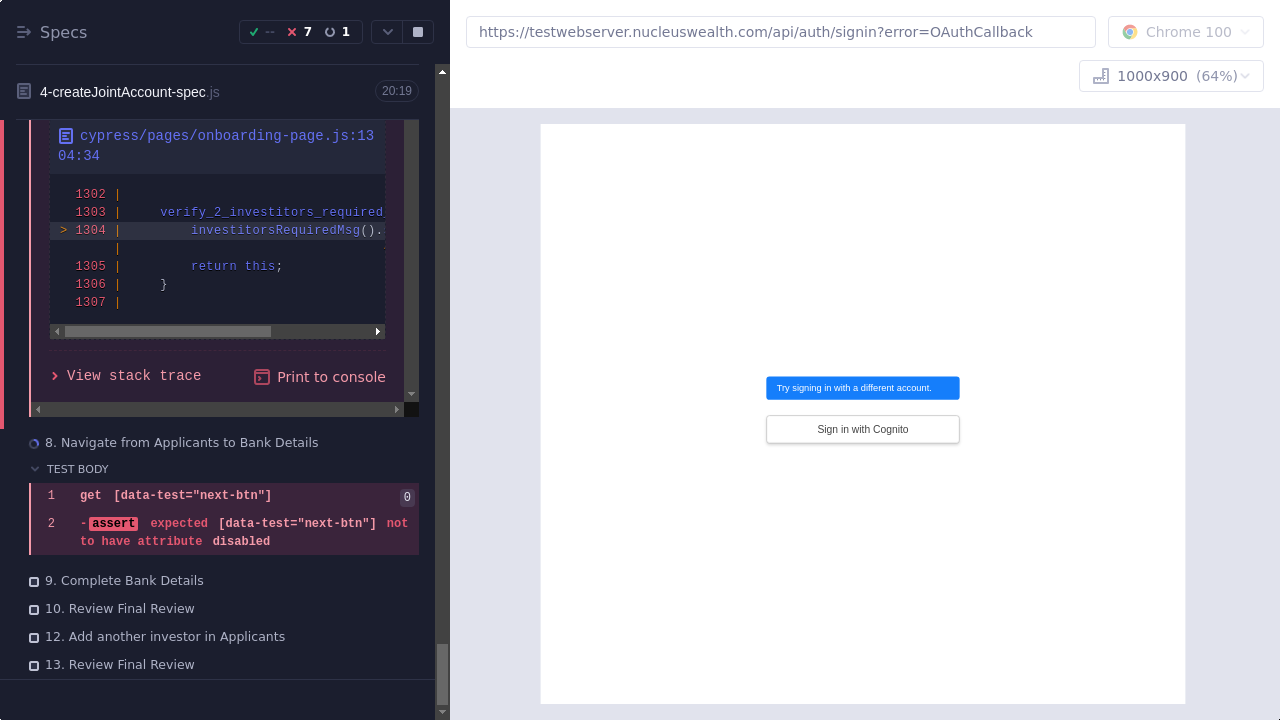 Specs
--
7
1
https://testwebserver.nucleuswealth.com/api/auth/signin?error=OAuthCallback
Chrome 100
1000x900 (64%)
4-createJointAccount-spec.js
20:19
cypress/pages/onboarding-page.js:13
04:34
1302 |
1303 |     verify_2_investitors_required_
> 1304 |         investitorsRequiredMsg().
|
1305 |         return this;
1306 |     }
1307 |
View stack trace
Print to console
8. Navigate from Applicants to Bank Details
TEST BODY
1 get [data-test="next-btn"] 0
2 -assert expected [data-test="next-btn"] not
to have attribute disabled
9. Complete Bank Details
10. Review Final Review
12. Add another investor in Applicants
13. Review Final Review
Try signing in with a different account.
Sign in with Cognito